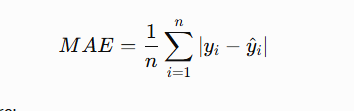 MAE = \frac{1}{n} \sum_{i=1}^{n} |y_i - \hat{y}_i|